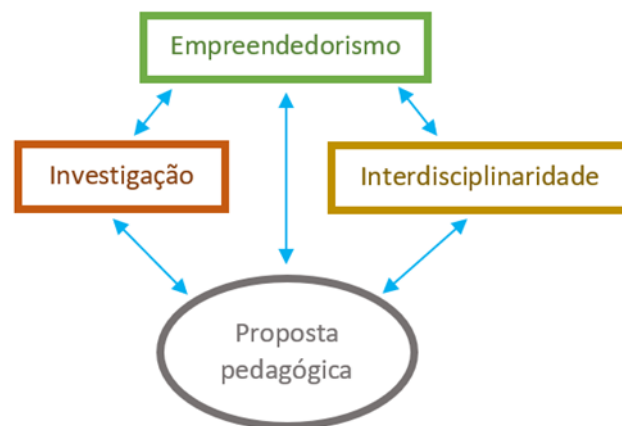 Empreendedorismo
Investigação
Interdisciplinaridade
Proposta
pedagógica